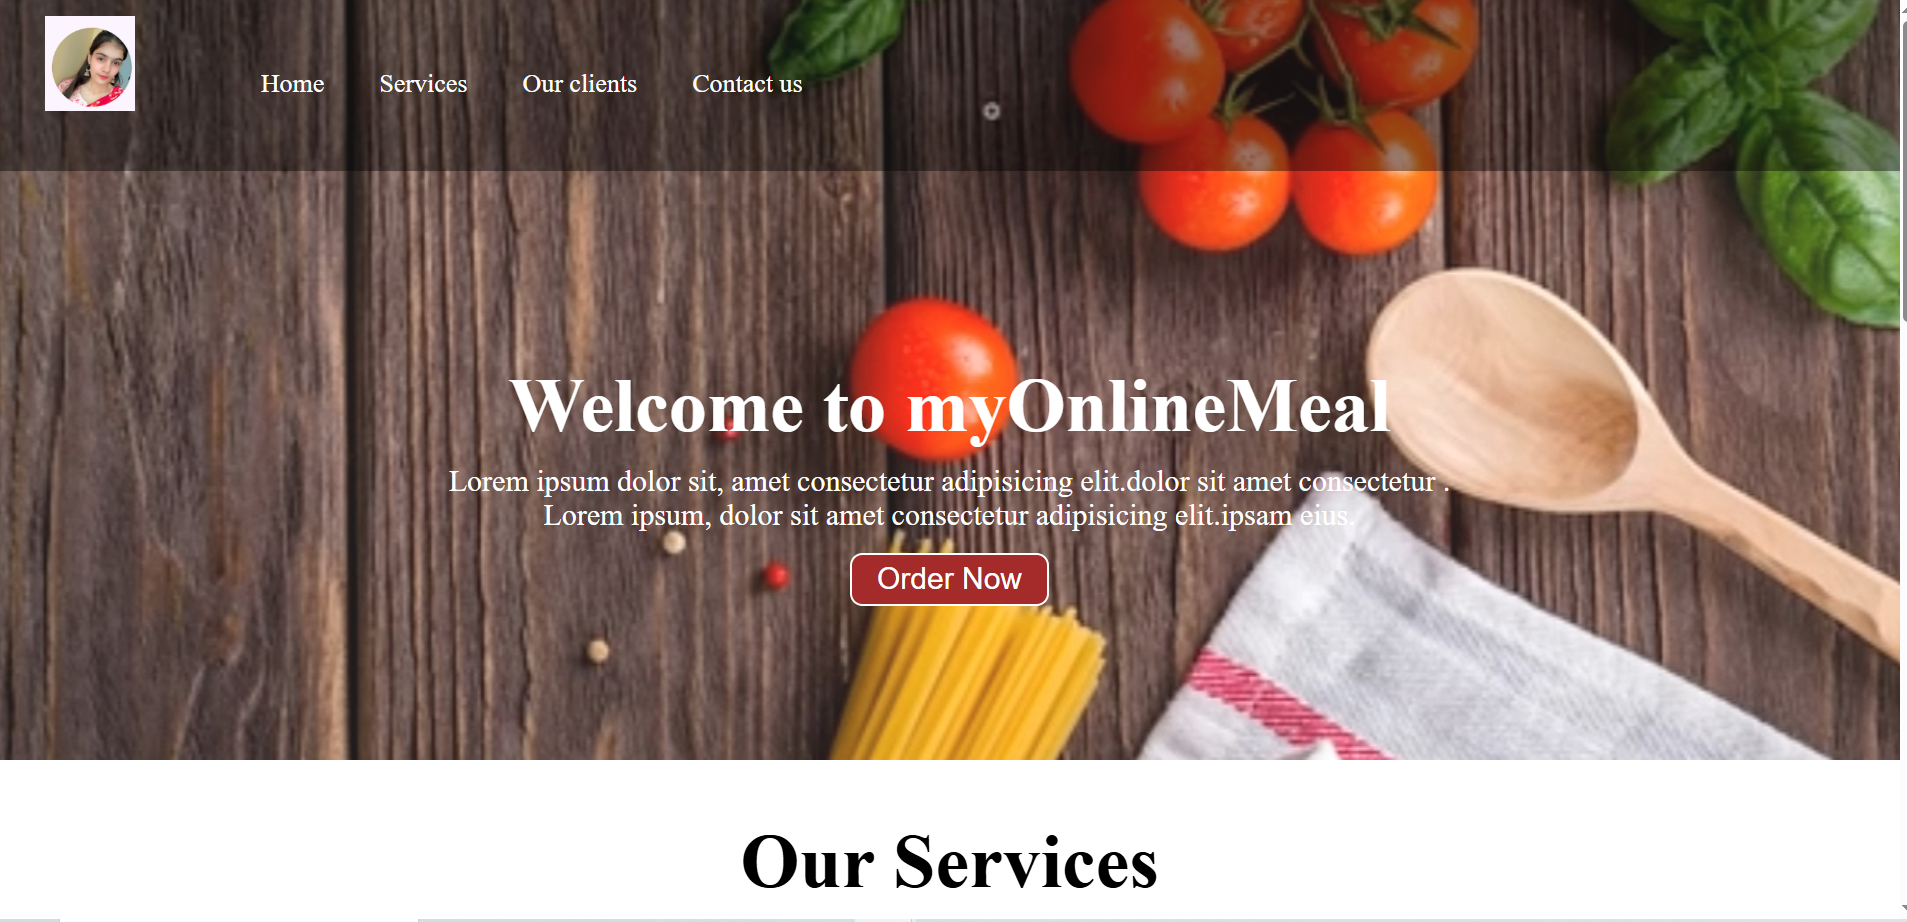 Home Services Our clients Contact us
Welcome to myOnlineMeal
Lorem ipsum dolor sit, amet consectetur adipisicing elit.dolor sit amet consectetur .
Lorem ipsum, dolor sit amet consectetur adipisicing elit.ipsam eius.
Order Now
Our Services